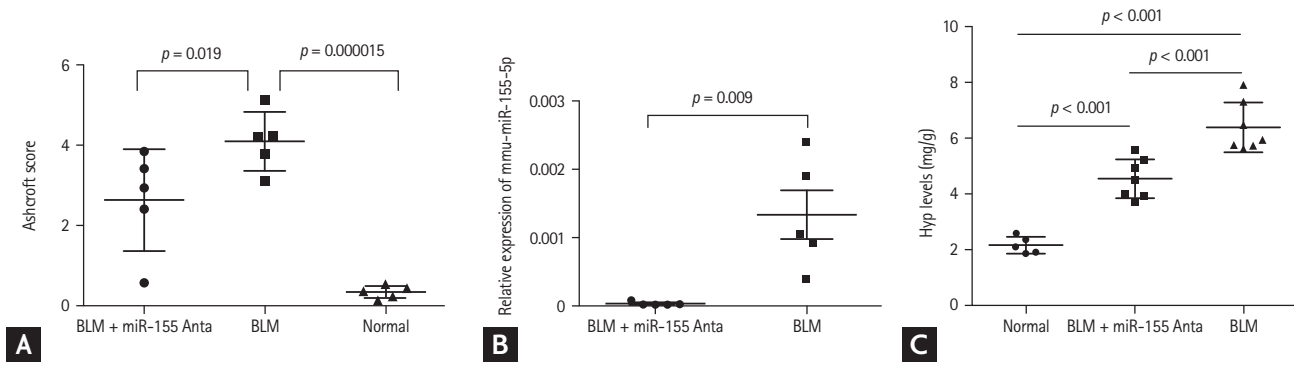 p = 0.019
p = 0.000015
6
4
2
0
Ashcroft score
BLM + miR-155 Anta
BLM
Normal
A
p = 0.009
0.003
0.002
0.001
0
Relative expression of mmu-miR-155-5p
BLM + miR-155 Anta
BLM
B
p < 0.001
p < 0.001
p < 0.001
10
8
6
4
2
0
Hyp levels (mg/g)
Normal
BLM + miR-155 Anta
BLM
C